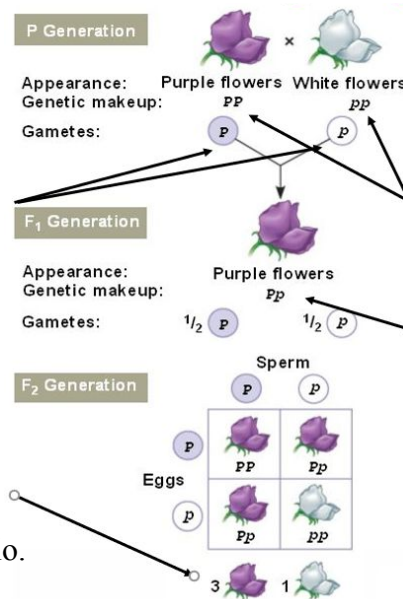 P Generation
×
Appearance: Purple flowers White flowers
Genetic makeup: PP pp
Gametes: P p
F₁ Generation
Appearance: Purple flowers
Genetic makeup: Pp
Gametes: 1/2 P 1/2 p
Sperm
F₂ Generation
P p
P
PP Pp
Eggs
p
Pp pp
3 1